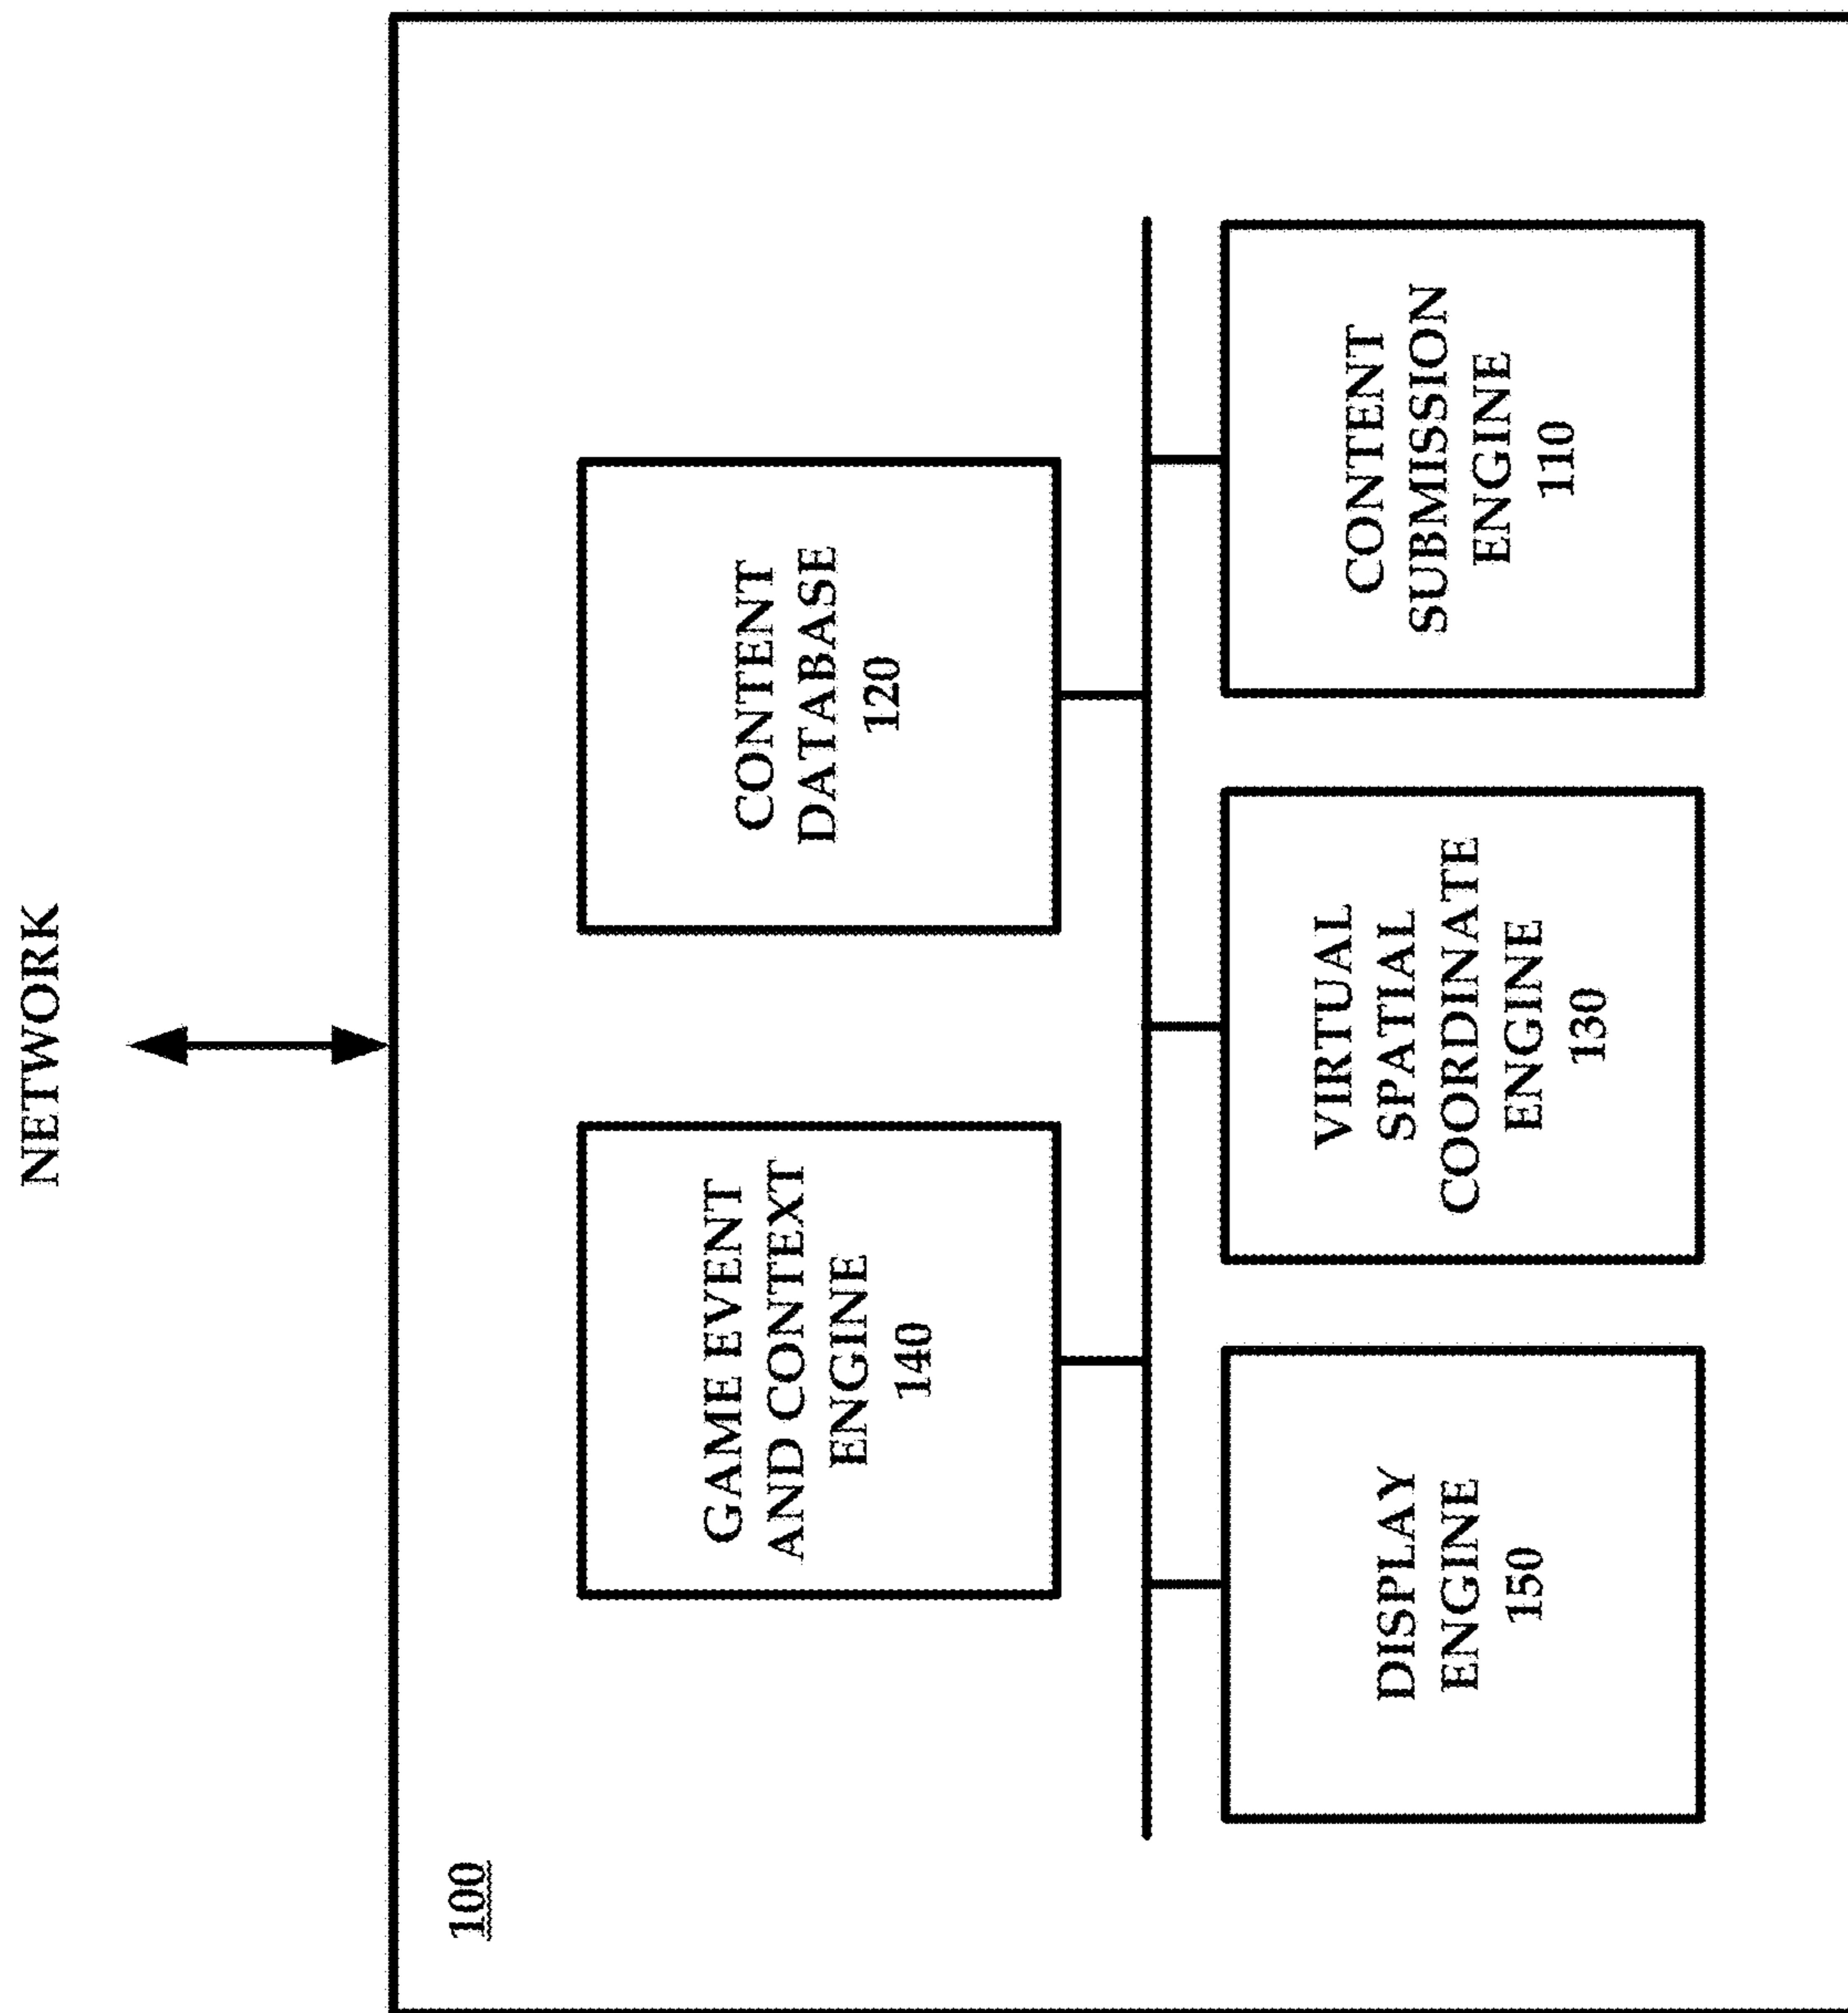 NETWORK
100
GAME EVENT
AND CONTEXT
ENGINE
140
CONTENT
DATABASE
120
DISPLAY
ENGINE
150
VIRTUAL
SPATIAL
COORDINATE
ENGINE
130
CONTENT
SUBMISSION
ENGINE
110